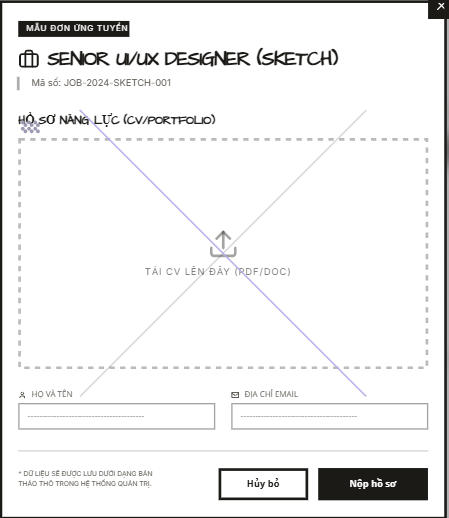 ×
MẪU ĐƠN ỨNG TUYỂN
SENIOR UI/UX DESIGNER (SKETCH)
Mã số: JOB-2024-SKETCH-001
HỒ SƠ NĂNG LỰC (CV/PORTFOLIO)
TẢI CV LÊN ĐÂY (PDF/DOC)
HỌ VÀ TÊN
ĐỊA CHỈ EMAIL
* DỮ LIỆU SẼ ĐƯỢC LƯU DƯỚI DẠNG BẢN
THẢO THÔ TRONG HỆ THỐNG QUẢN TRỊ.
Hủy bỏ
Nộp hồ sơ